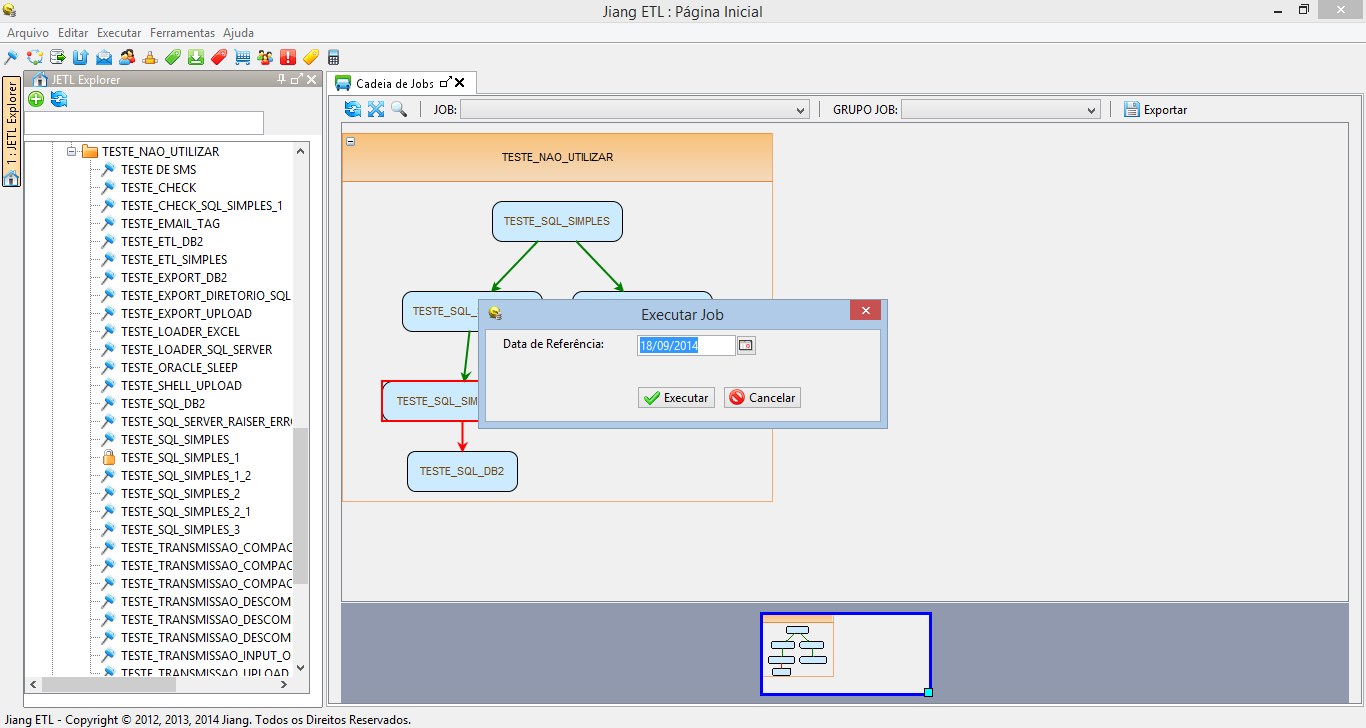 Jiang ETL : Página Inicial
Arquivo Editar Executar Ferramentas Ajuda
1 : JETL Explorer
JETL Explorer
Cadeia de Jobs
JOB:
GRUPO JOB:
Exportar
TESTE_NAO_UTILIZAR
TESTE DE SMS
TESTE_CHECK
TESTE_CHECK_SQL_SIMPLES_1
TESTE_EMAIL_TAG
TESTE_ETL_DB2
TESTE_ETL_SIMPLES
TESTE_EXPORT_DB2
TESTE_EXPORT_DIRETORIO_SQL
TESTE_EXPORT_UPLOAD
TESTE_LOADER_EXCEL
TESTE_LOADER_SQL_SERVER
TESTE_ORACLE_SLEEP
TESTE_SHELL_UPLOAD
TESTE_SQL_DB2
TESTE_SQL_SERVER_RAISER_ERR
TESTE_SQL_SIMPLES
TESTE_SQL_SIMPLES_1
TESTE_SQL_SIMPLES_1_2
TESTE_SQL_SIMPLES_2
TESTE_SQL_SIMPLES_2_1
TESTE_SQL_SIMPLES_3
TESTE_TRANSMISSAO_COMPAC
TESTE_TRANSMISSAO_COMPAC
TESTE_TRANSMISSAO_COMPAC
TESTE_TRANSMISSAO_DESCOM
TESTE_TRANSMISSAO_DESCOM
TESTE_TRANSMISSAO_DESCOM
TESTE_TRANSMISSAO_INPUT_O
TESTE_TRANSMISSAO_UPLOAD
TESTE_NAO_UTILIZAR
TESTE_SQL_SIMPLES
TESTE_SQL_
TESTE_SQL_SIM
TESTE_SQL_DB2
Executar Job
Data de Referência:
18/09/2014
Executar
Cancelar
Jiang ETL - Copyright © 2012, 2013, 2014 Jiang. Todos os Direitos Reservados.